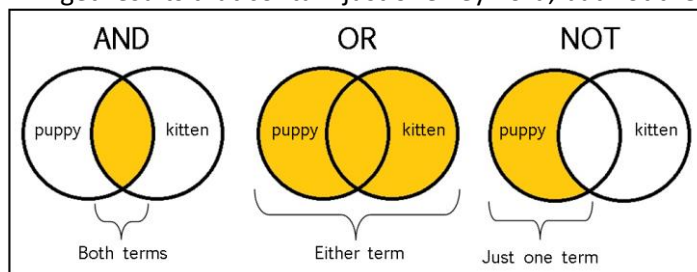 AND OR NOT
puppy kitten puppy kitten puppy kitten
Both terms Either term Just one term